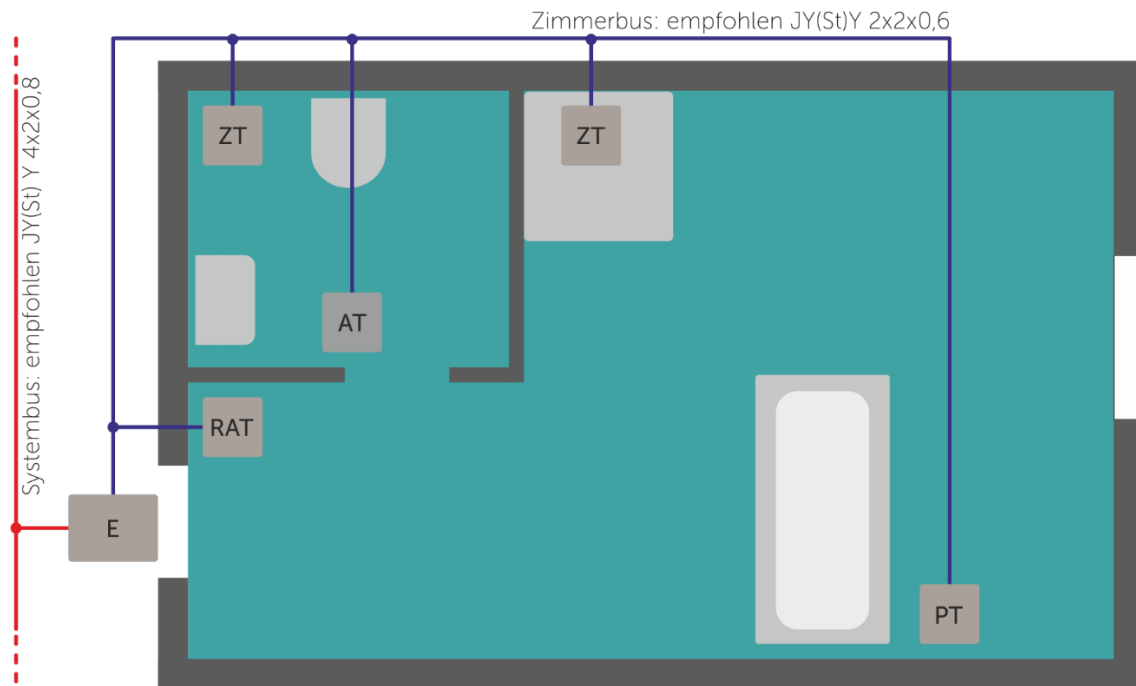 Zimmerbus: empfohlen JY(St)Y 2x2x0,6
Systembus: empfohlen JY(St) Y 4x2x0,8
ZT
ZT
AT
RAT
E
PT